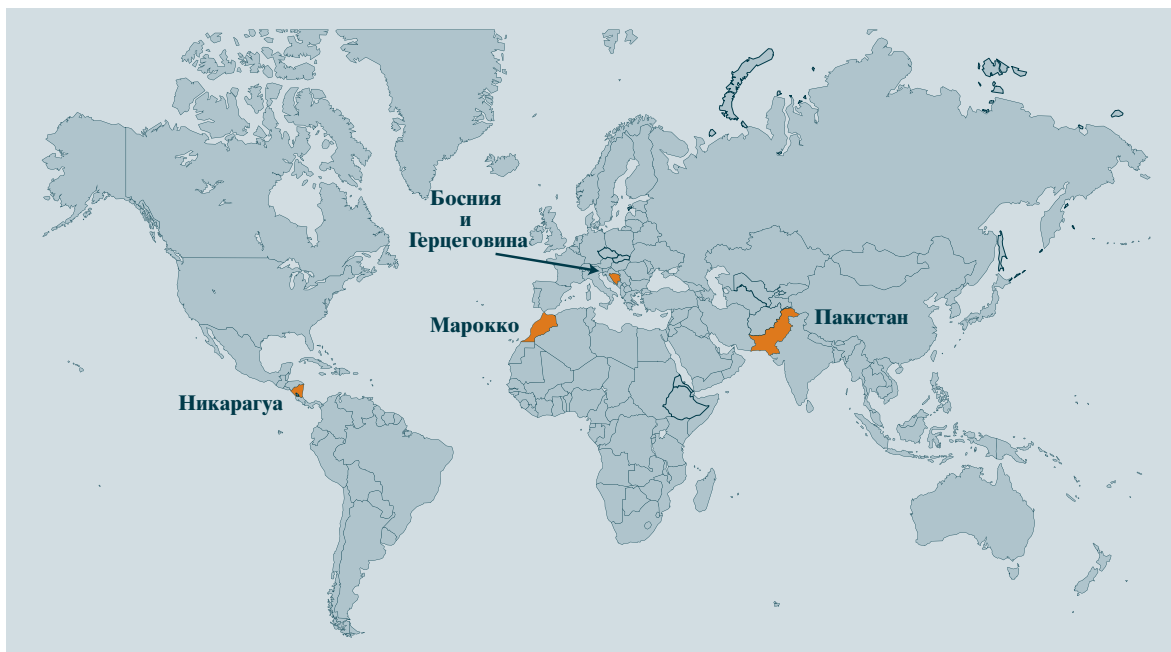 Босния
и
Герцеговина
Марокко
Пакистан
Никарагуа